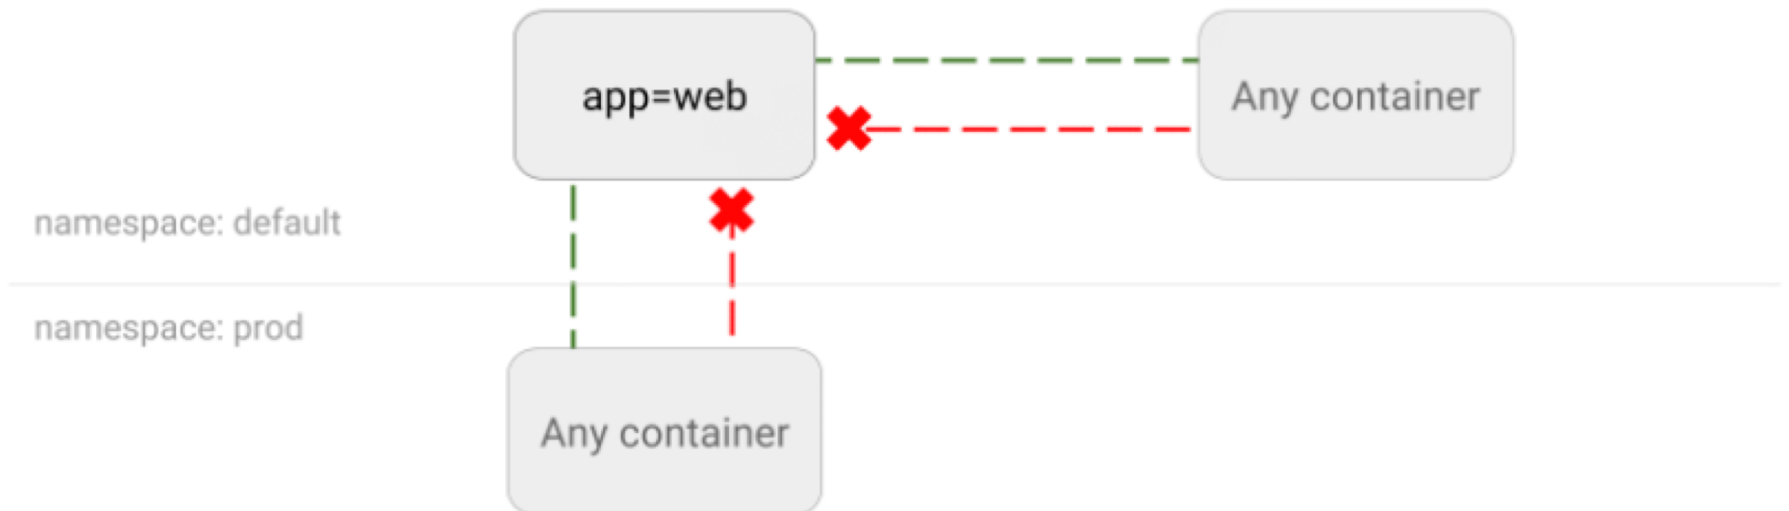 app=web
Any container
namespace: default
namespace: prod
Any container